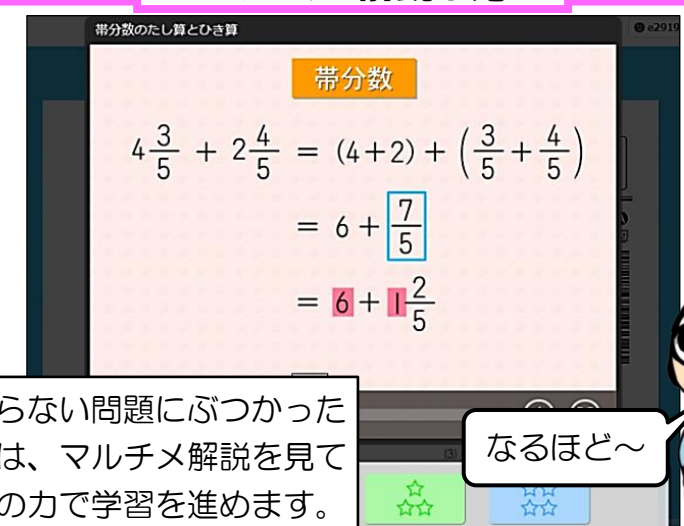 帯分数のたし算とひき算
e2919
帯分数
4 3/5 + 2 4/5 = (4+2) + (3/5 + 4/5)
= 6 + 7/5
= 6 + 1 2/5
らない問題にぶつかった
は、マルチメ解説を見て
の力で学習を進めます。
(3)
なるほど～